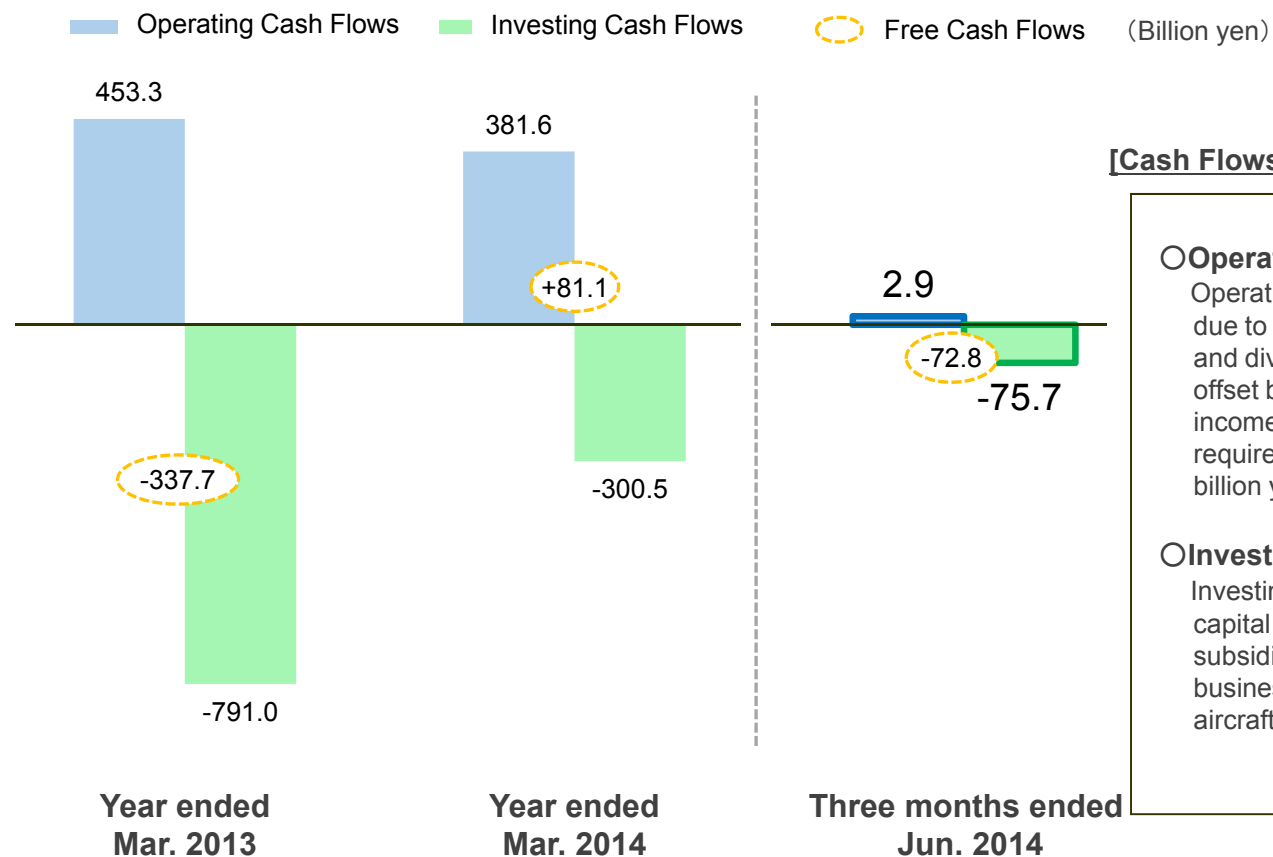 Operating Cash Flows Investing Cash Flows Free Cash Flows （Billion yen）
453.3
381.6
+81.1
2.9
-72.8
-75.7
-337.7
-300.5
-791.0
Year ended
Mar. 2013
Year ended
Mar. 2014
Three months ended
Jun. 2014
[Cash Flows
○Opera
Operat
due to
and div
offset b
income
require
billion y
○Invest
Investin
capital
subsidi
busines
aircraft